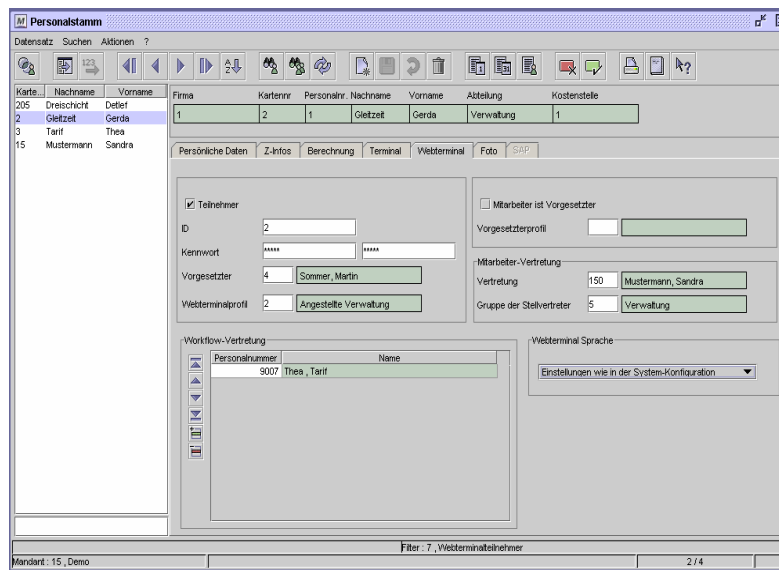 M Personalstamm
Datensatz Suchen Aktionen ?
Karte... Nachname Vorname
205 Dreischicht Detlef
2 Gleitzeit Gerda
3 Tarif Thea
15 Mustermann Sandra
Firma Kartennr Personalnr. Nachname Vorname Abteilung Kostenstelle
1 2 1 Gleitzeit Gerda Verwaltung 1
Persönliche Daten Z-Infos Berechnung Terminal Webterminal Foto SAP
Teilnehmer
ID 2
Kennwort ***** *****
Vorgesetzter 4 Sommer, Martin
Webterminalprofil 2 Angestellte Verwaltung
Mitarbeiter ist Vorgesetzter
Vorgesetzterprofil
Mitarbeiter-Vertretung
Vertretung 150 Mustermann, Sandra
Gruppe der Stellvertreter 5 Verwaltung
Workflow-Vertretung
Personalnummer Name
9007 Thea , Tarif
Webterminal Sprache
Einstellungen wie in der System-Konfiguration
Filter : 7 , Webterminalteilnehmer
Mandant : 15 , Demo 2 / 4